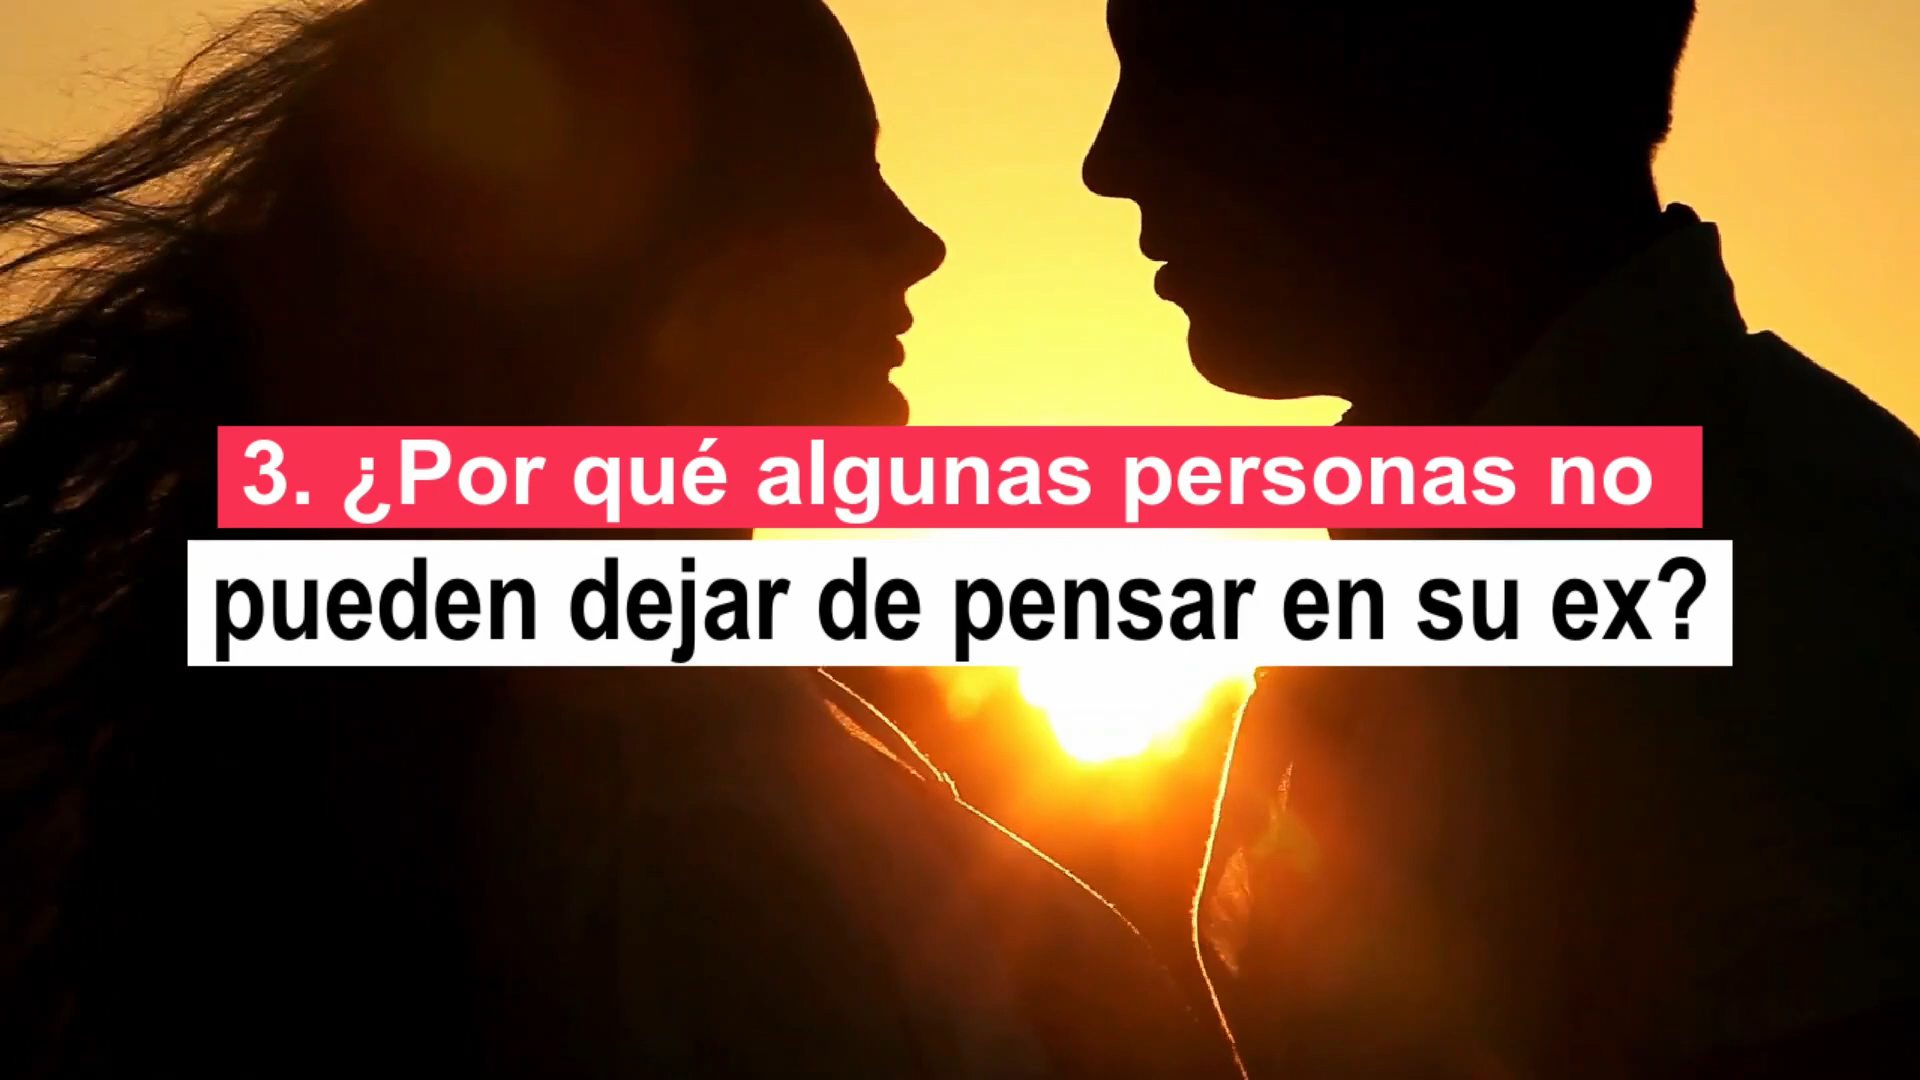 3. ¿Por qué algunas personas no
pueden dejar de pensar en su ex?